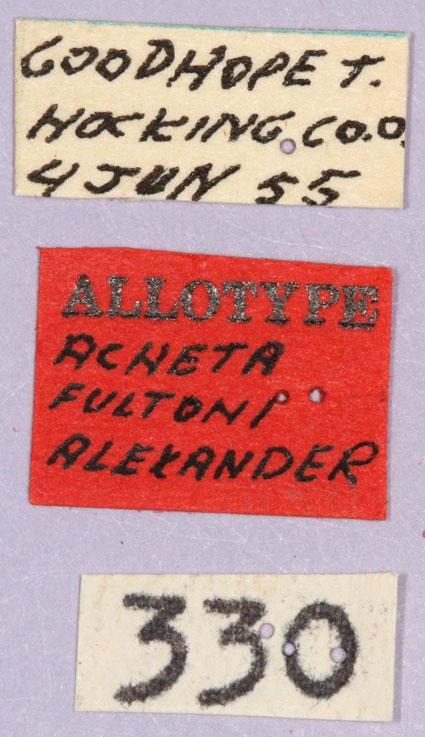 GOODHOPE T.
HOCKING CO. O.
4 JUN 55
ALLOTYPE
ACHETA
FULTONI
ALEXANDER
330